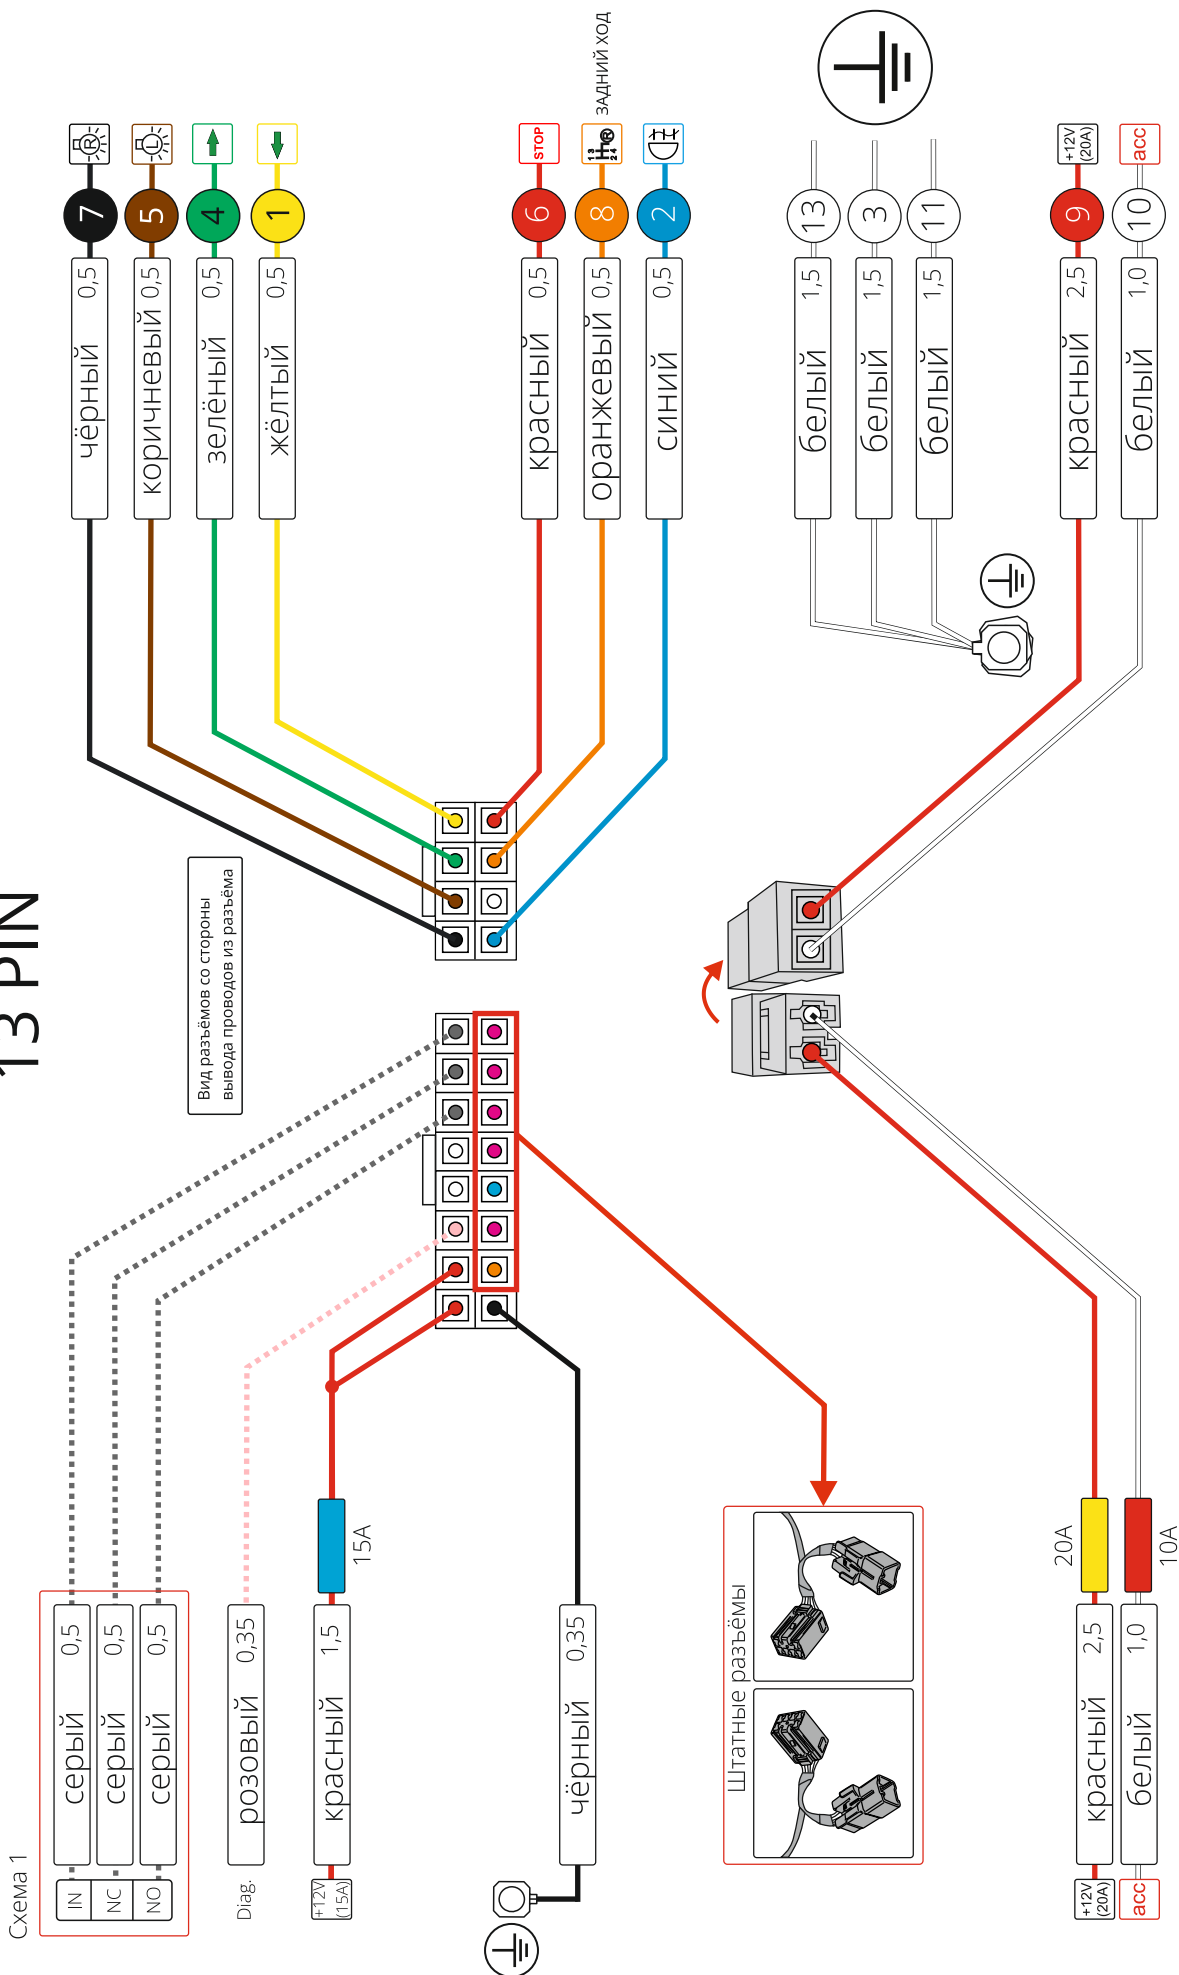 13 PIN
Схема 1
IN
серый 0,5
NC
серый 0,5
NO
серый 0,5
Diag.
розовый 0,35
+12V
(15A)
красный 1,5
15A
чёрный 0,35
Вид разъёмов со стороны
вывода проводов из разъёма
чёрный 0,5
7
R
коричневый 0,5
5
L
зелёный 0,5
4
жёлтый 0,5
1
красный 0,5
6
STOP
оранжевый 0,5
8
1 3
2 4
R
ЗАДНИЙ ХОД
синий 0,5
2
Штатные разъёмы
белый 1,5
13
белый 1,5
3
белый 1,5
11
+12V
(20A)
красный 2,5
20A
красный 2,5
9
+12V
(20A)
acc
белый 1,0
10A
белый 1,0
10
acc